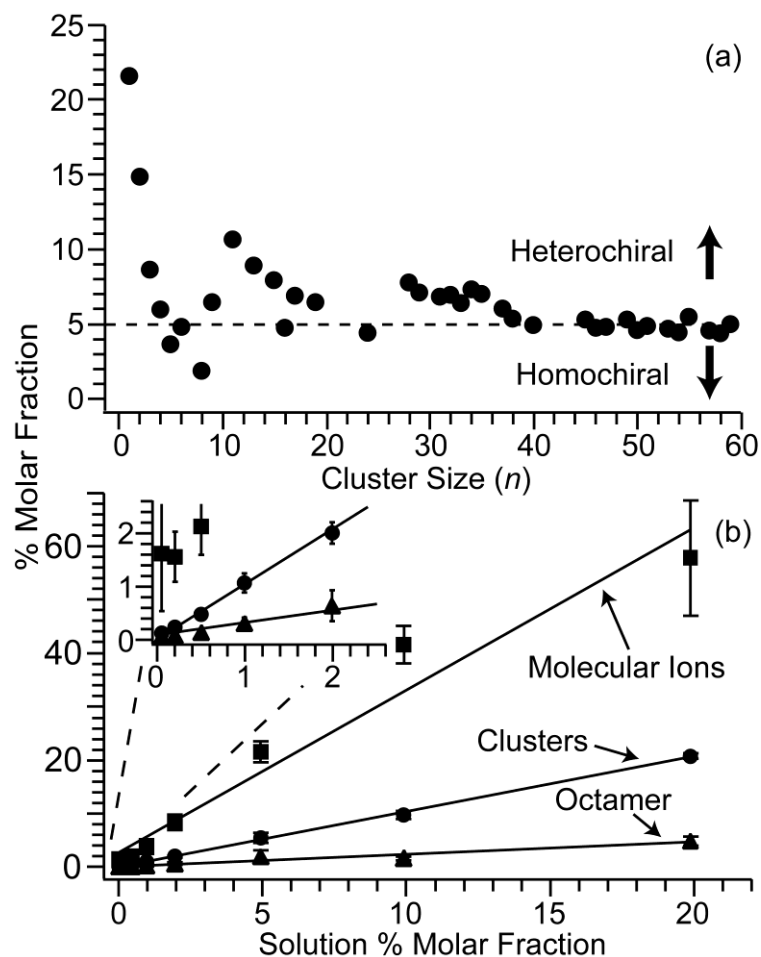 25
(a)
20
15
10
Heterochiral
5
Homochiral
0
0 10 20 30 40 50 60
Cluster Size (n)
% Molar Fraction
(b)
2
1
0
0 1 2
60
40
20
0
Molecular Ions
Clusters
Octamer
0 5 10 15 20
Solution % Molar Fraction